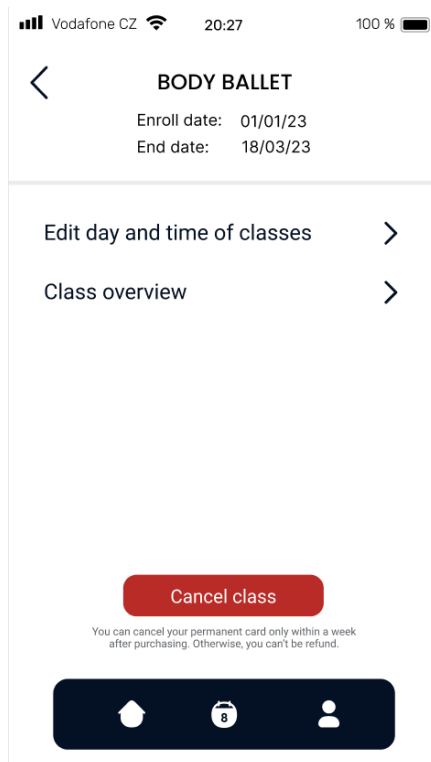 Vodafone CZ 20:27 100 %
BODY BALLET
Enroll date: 01/01/23
End date: 18/03/23
Edit day and time of classes
Class overview
Cancel class
You can cancel your permanent card only within a week
after purchasing. Otherwise, you can't be refund.
8